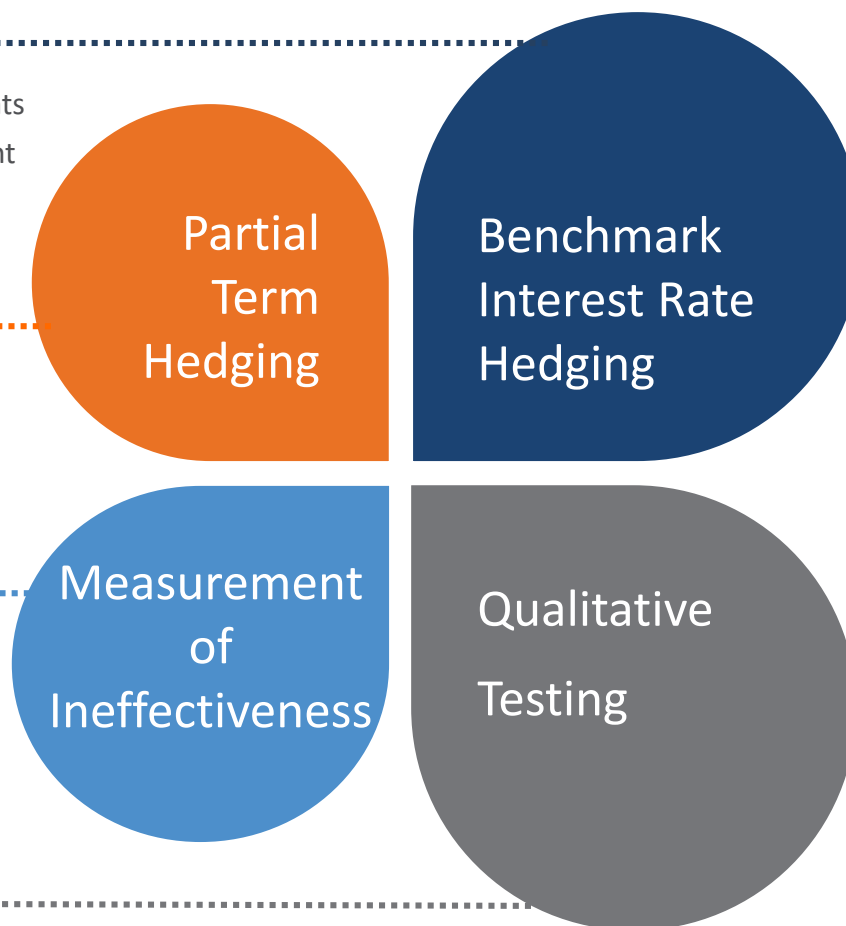 Partial
Term
Hedging
Benchmark
Interest Rate
Hedging
Measurement
of
Ineffectiveness
Qualitative
Testing